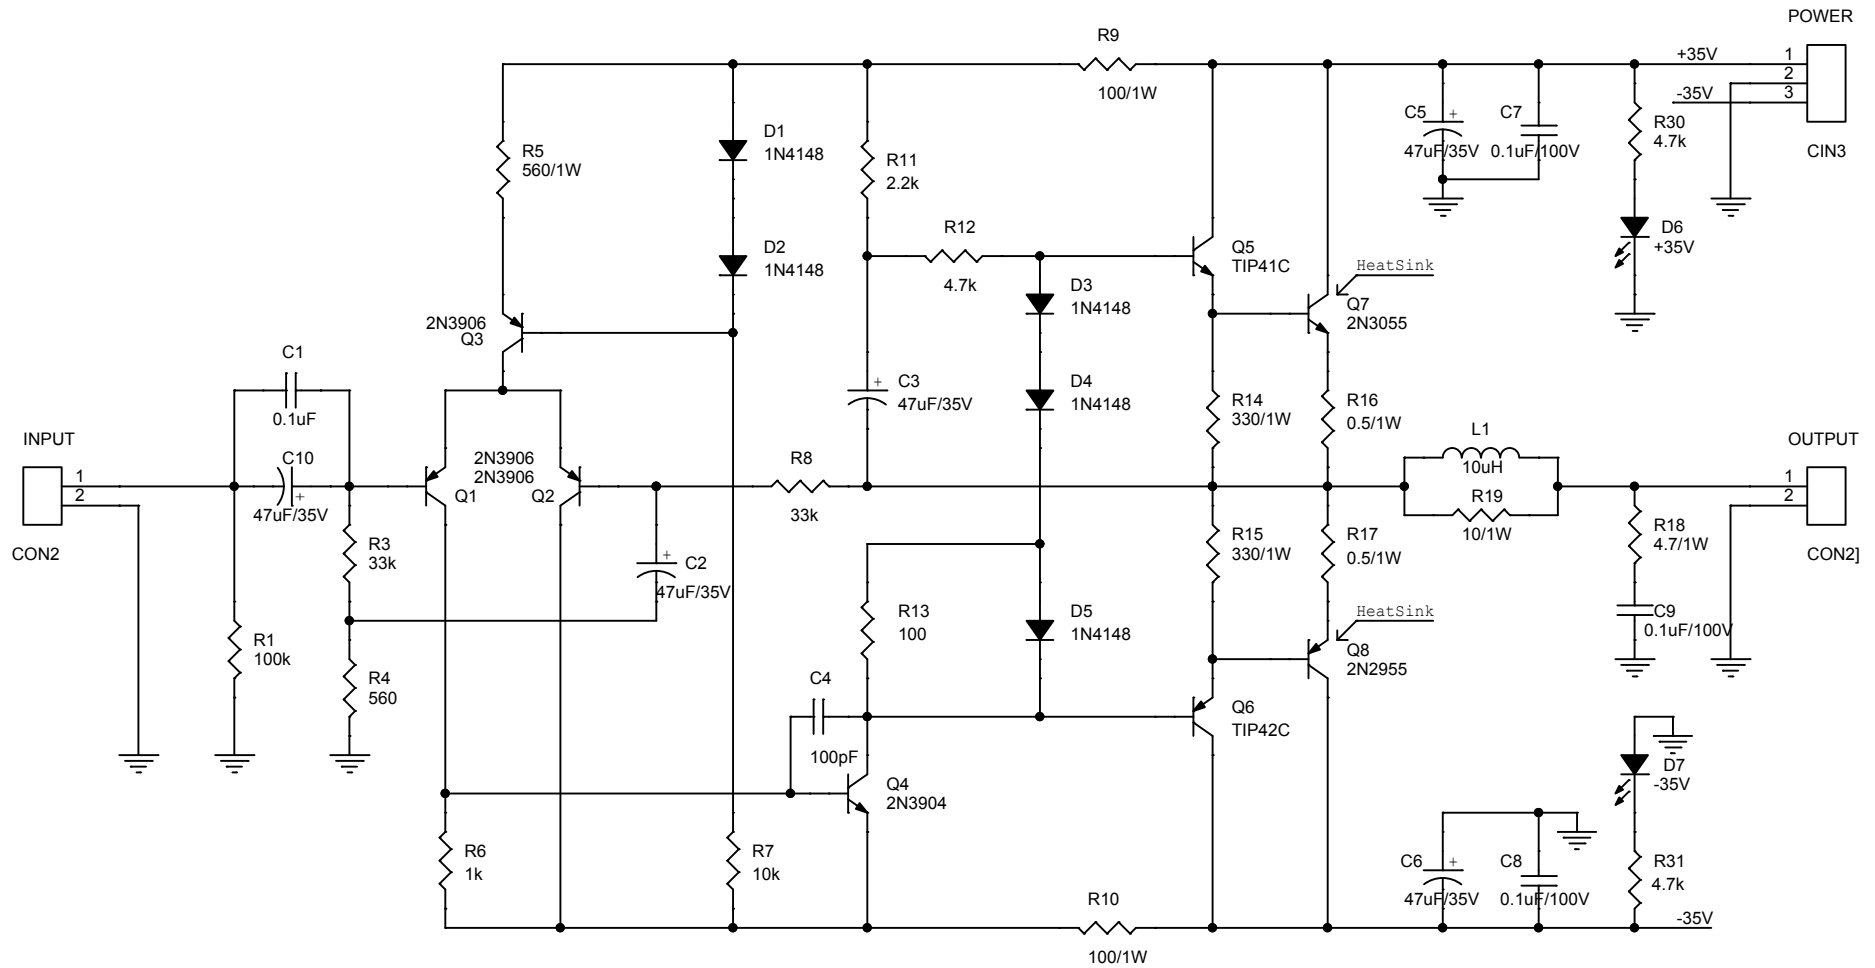 POWER
R9
+35V
1
2
-35V
3
100/1W
C5
+
C7
R30
4.7k
D1
1N4148
R5
560/1W
R11
2.2k
47uF/35V
0.1uF/100V
CIN3
R12
D2
1N4148
Q5
TIP41C
D6
+35V
HeatSink
4.7k
D3
1N4148
Q7
2N3055
2N3906
Q3
C1
+
C3
47uF/35V
D4
1N4148
R14
330/1W
R16
0.5/1W
0.1uF
INPUT
L1
OUTPUT
C10
2N3906
2N3906
R8
10uH
1
2
+
Q1
Q2
R19
1
2
47uF/35V
33k
10/1W
R18
4.7/1W
CON2
R3
33k
+
C2
47uF/35V
R15
330/1W
R17
0.5/1W
CON2]
R13
100
D5
1N4148
HeatSink
C9
0.1uF/100V
R1
100k
R4
560
C4
Q8
2N2955
Q6
TIP42C
100pF
D7
-35V
Q4
2N3904
R6
1k
R7
10k
C6
+
C8
R31
4.7k
47uF/35V
0.1uF/100V
R10
-35V
100/1W